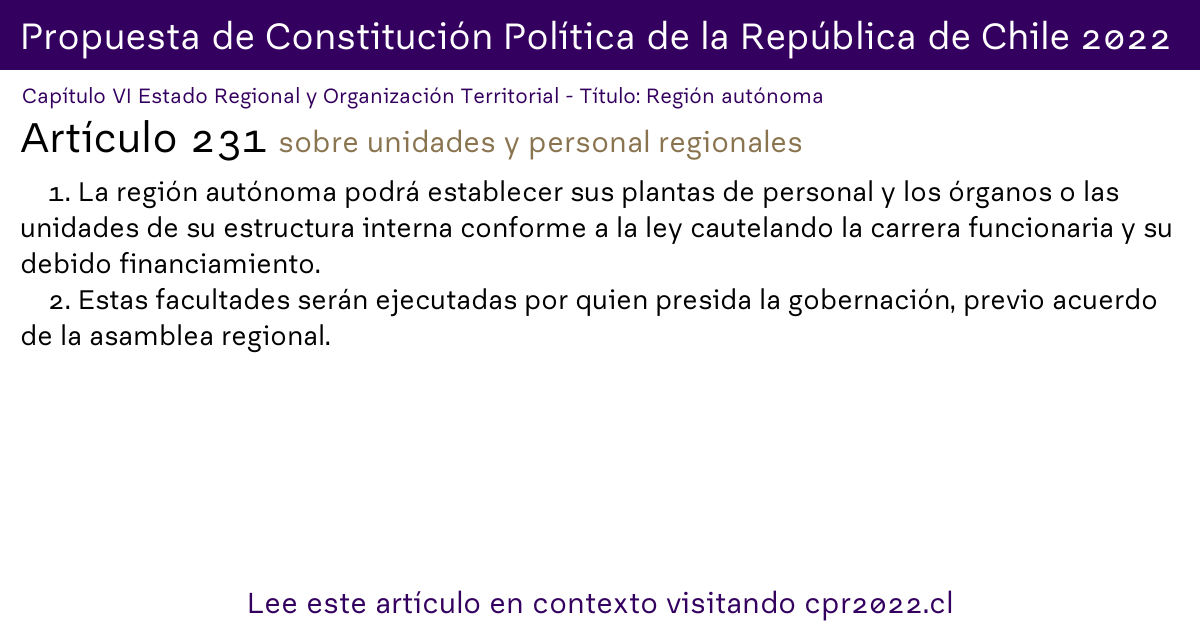 Propuesta de Constitución Política de la República de Chile 2022
Capítulo VI Estado Regional y Organización Territorial - Título: Región autónoma
Artículo 231 sobre unidades y personal regionales
1. La región autónoma podrá establecer sus plantas de personal y los órganos o las
unidades de su estructura interna conforme a la ley cautelando la carrera funcionaria y su
debido financiamiento.
2. Estas facultades serán ejecutadas por quien presida la gobernación, previo acuerdo
de la asamblea regional.
Lee este artículo en contexto visitando cpr2022.cl